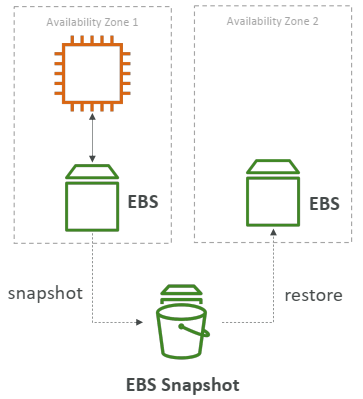 Availability Zone 1
Availability Zone 2
EBS
EBS
snapshot
restore
EBS Snapshot